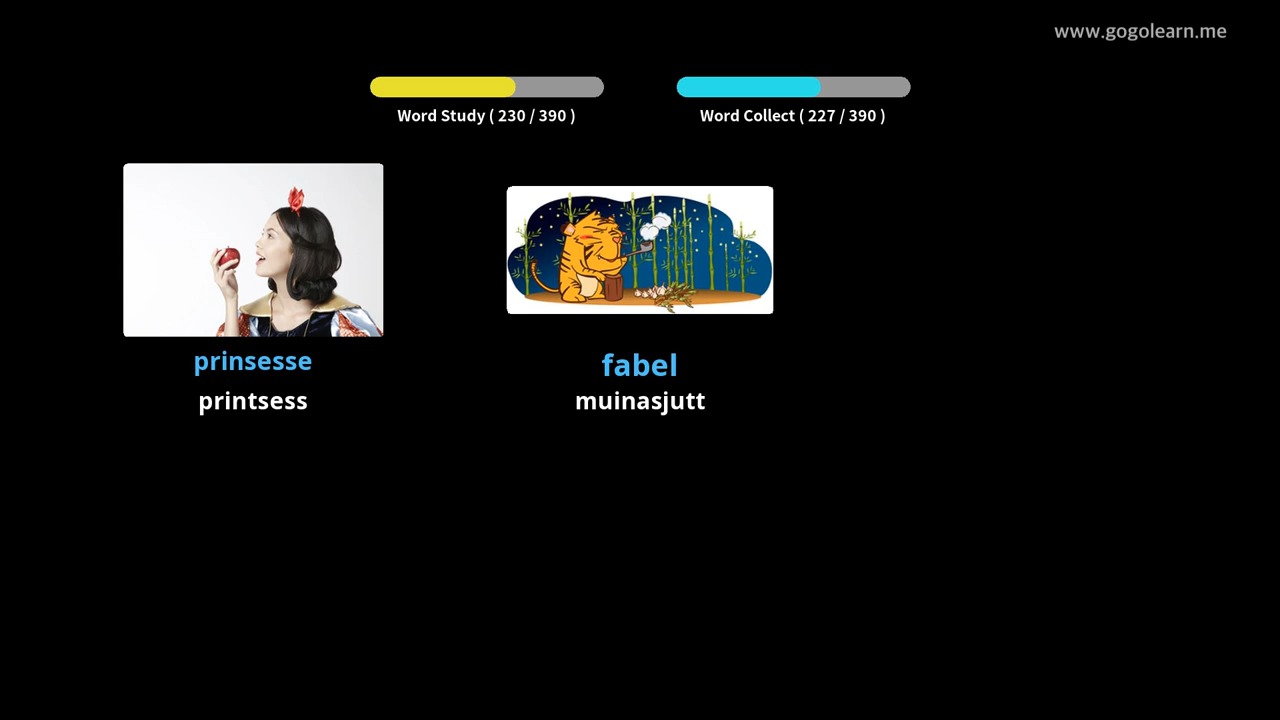 www.gogolearn.me
Word Study ( 230 / 390 )
Word Collect ( 227 / 390 )
prinsesse
printsess
fabel
muinasjutt